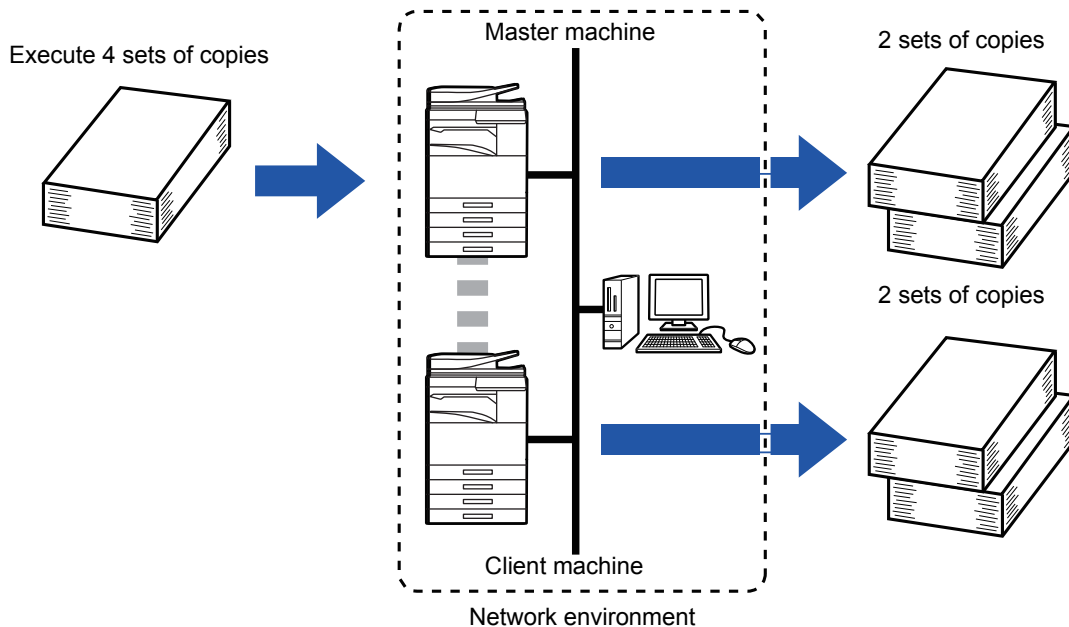 Execute 4 sets of copies
Master machine
2 sets of copies
2 sets of copies
Client machine
Network environment